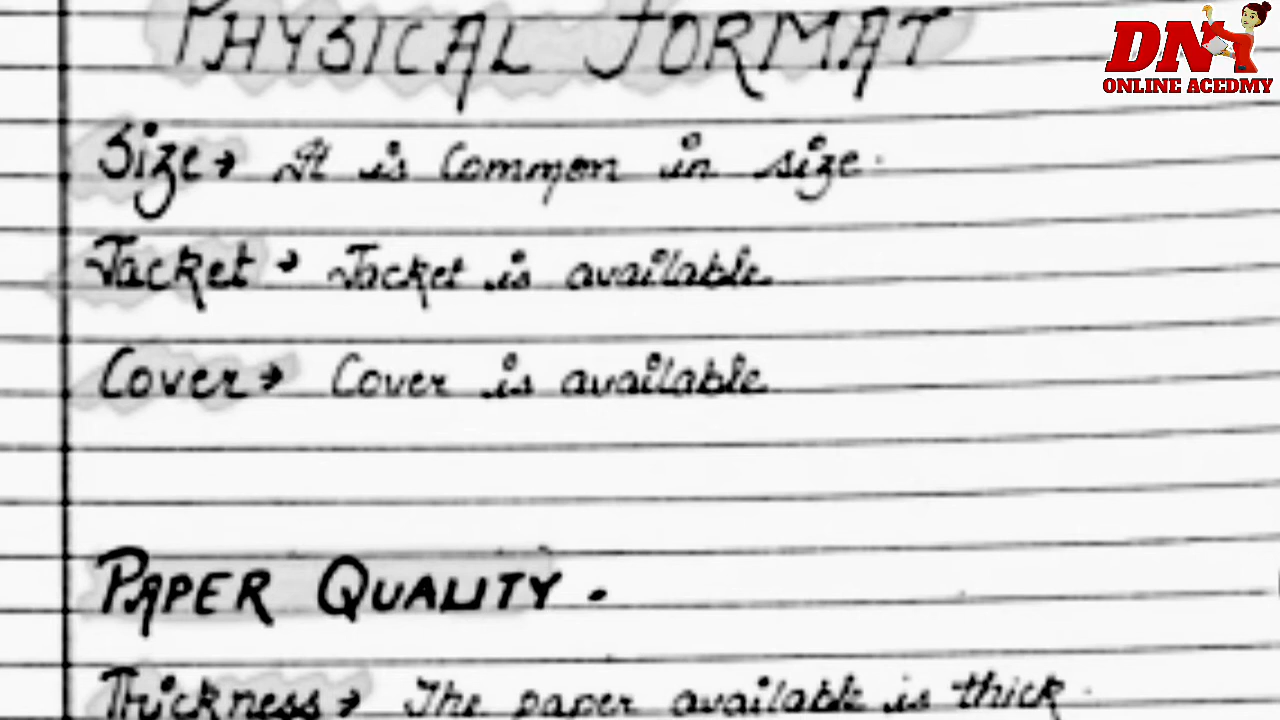 PHYSICAL FORMAT
DNA
ONLINE ACEDMY
Size → It is Common in size.
Jacket → Jacket is available
Cover → Cover is available
PAPER QUALITY.
Thickness → The paper available is thick.